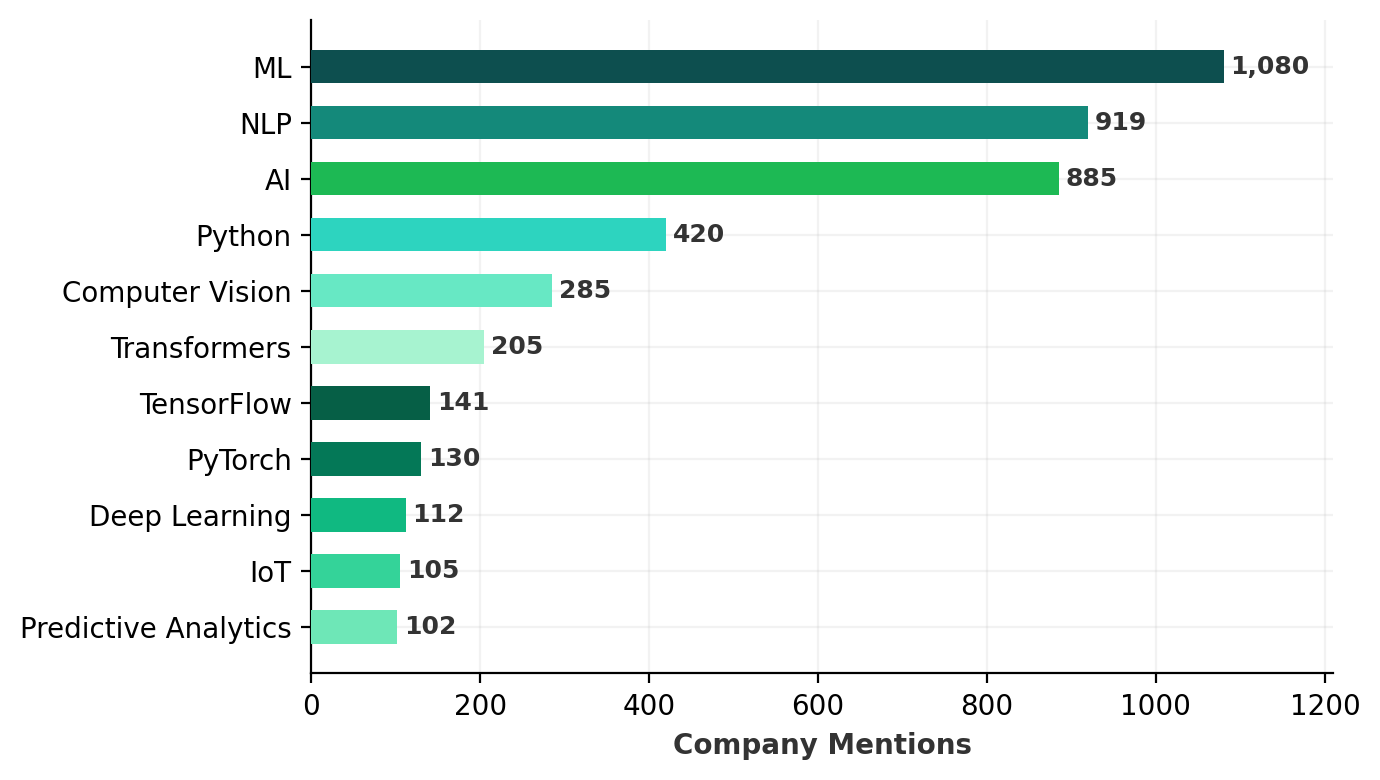 ML 1,080
NLP 919
AI 885
Python 420
Computer Vision 285
Transformers 205
TensorFlow 141
PyTorch 130
Deep Learning 112
IoT 105
Predictive Analytics 102
0 200 400 600 800 1000 1200
Company Mentions